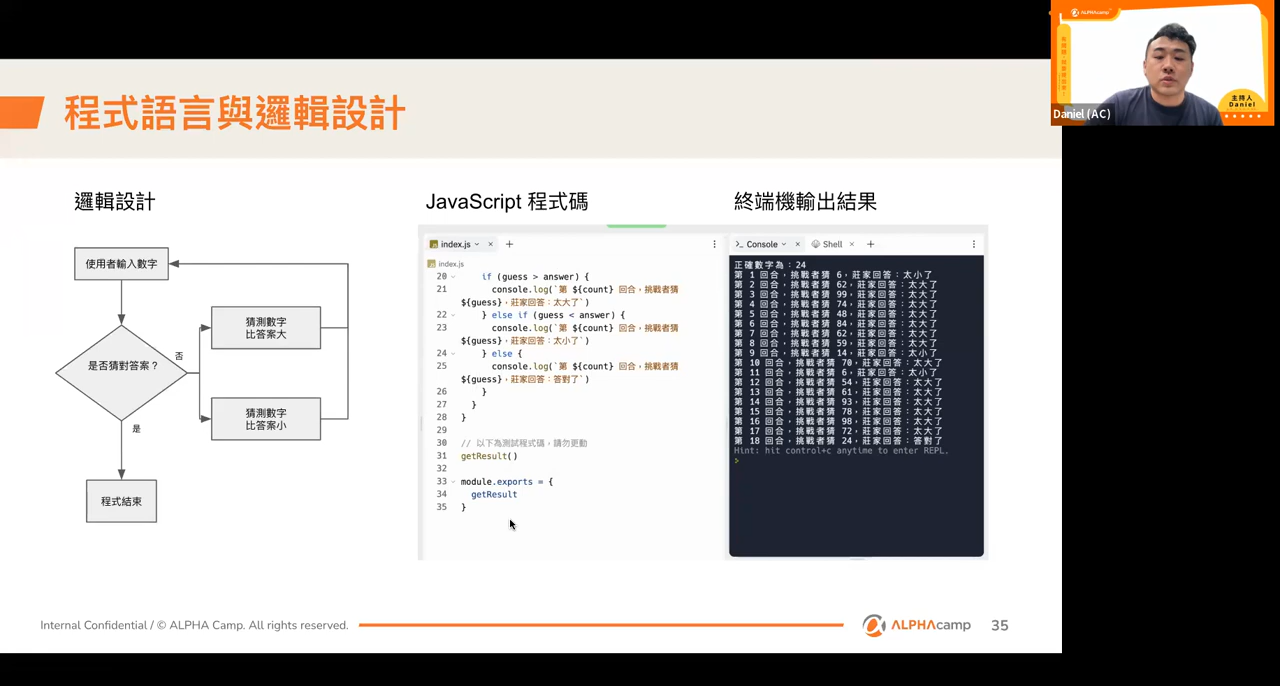 ALPHAcamp
主持人
Daniel
Daniel (AC)
程式語言與邏輯設計
邏輯設計
使用者輸入數字
猜測數字
比答案大
是否猜對答案？
否
猜測數字
比答案小
是
程式結束
JavaScript 程式碼
index.js
index.js
20 if (guess > answer) {
21 console.log(`第 ${count} 回合，挑戰者猜
${guess}，莊家回答：太大了`)
22 } else if (guess < answer) {
23 console.log(`第 ${count} 回合，挑戰者猜
${guess}，莊家回答：太小了`)
24 } else {
25 console.log(`第 ${count} 回合，挑戰者猜
${guess}，莊家回答：答對了`)
26 }
27 }
28 }
29
30 // 以下為測試程式碼，請勿更動
31 getResult()
32
33 module.exports = {
34 getResult
35 }
終端機輸出結果
Console
Shell
正確數字為：24
第 1 回合，挑戰者猜 6，莊家回答：太小了
第 2 回合，挑戰者猜 62，莊家回答：太大了
第 3 回合，挑戰者猜 99，莊家回答：太大了
第 4 回合，挑戰者猜 74，莊家回答：太大了
第 5 回合，挑戰者猜 48，莊家回答：太大了
第 6 回合，挑戰者猜 84，莊家回答：太大了
第 7 回合，挑戰者猜 62，莊家回答：太大了
第 8 回合，挑戰者猜 59，莊家回答：太大了
第 9 回合，挑戰者猜 14，莊家回答：太小了
第 10 回合，挑戰者猜 70，莊家回答：太大了
第 11 回合，挑戰者猜 6，莊家回答：太小了
第 12 回合，挑戰者猜 54，莊家回答：太大了
第 13 回合，挑戰者猜 61，莊家回答：太大了
第 14 回合，挑戰者猜 93，莊家回答：太大了
第 15 回合，挑戰者猜 78，莊家回答：太大了
第 16 回合，挑戰者猜 98，莊家回答：太大了
第 17 回合，挑戰者猜 72，莊家回答：太大了
第 18 回合，挑戰者猜 24，莊家回答：答對了
Hint: hit control+c anytime to enter REPL.
>
Internal Confidential / © ALPHA Camp. All rights reserved.
ALPHAcamp
35